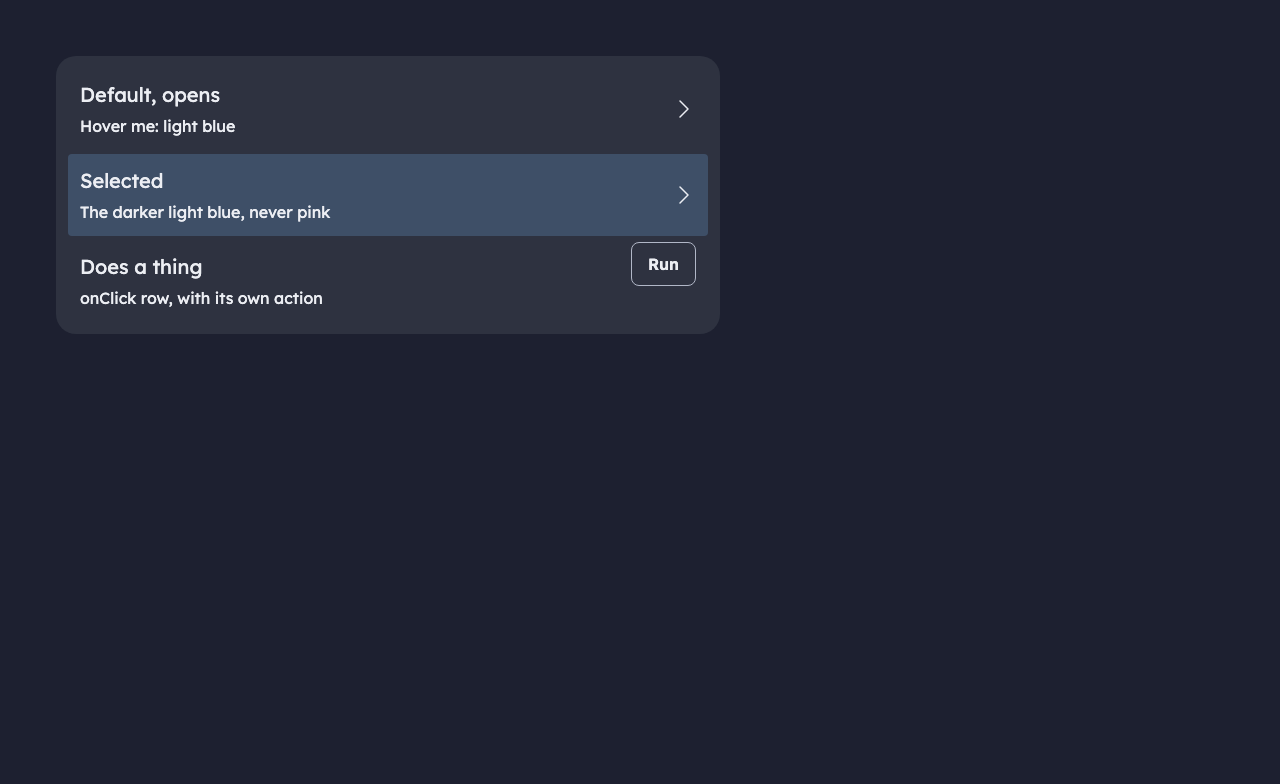 Default, opens
Hover me: light blue
Selected
The darker light blue, never pink
Does a thing
Run
onClick row, with its own action